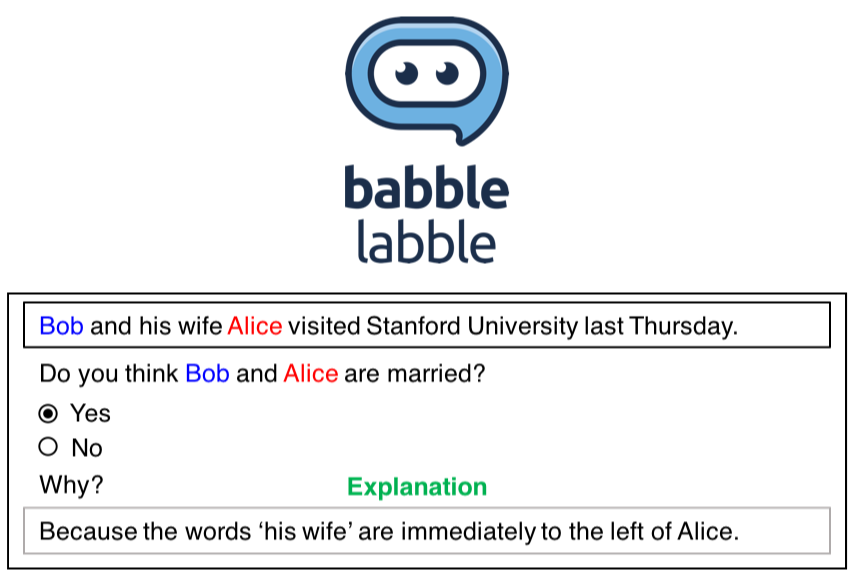 babble
labble
Bob and his wife Alice visited Stanford University last Thursday.
Do you think Bob and Alice are married?
Yes
No
Why?
Explanation
Because the words ‘his wife’ are immediately to the left of Alice.